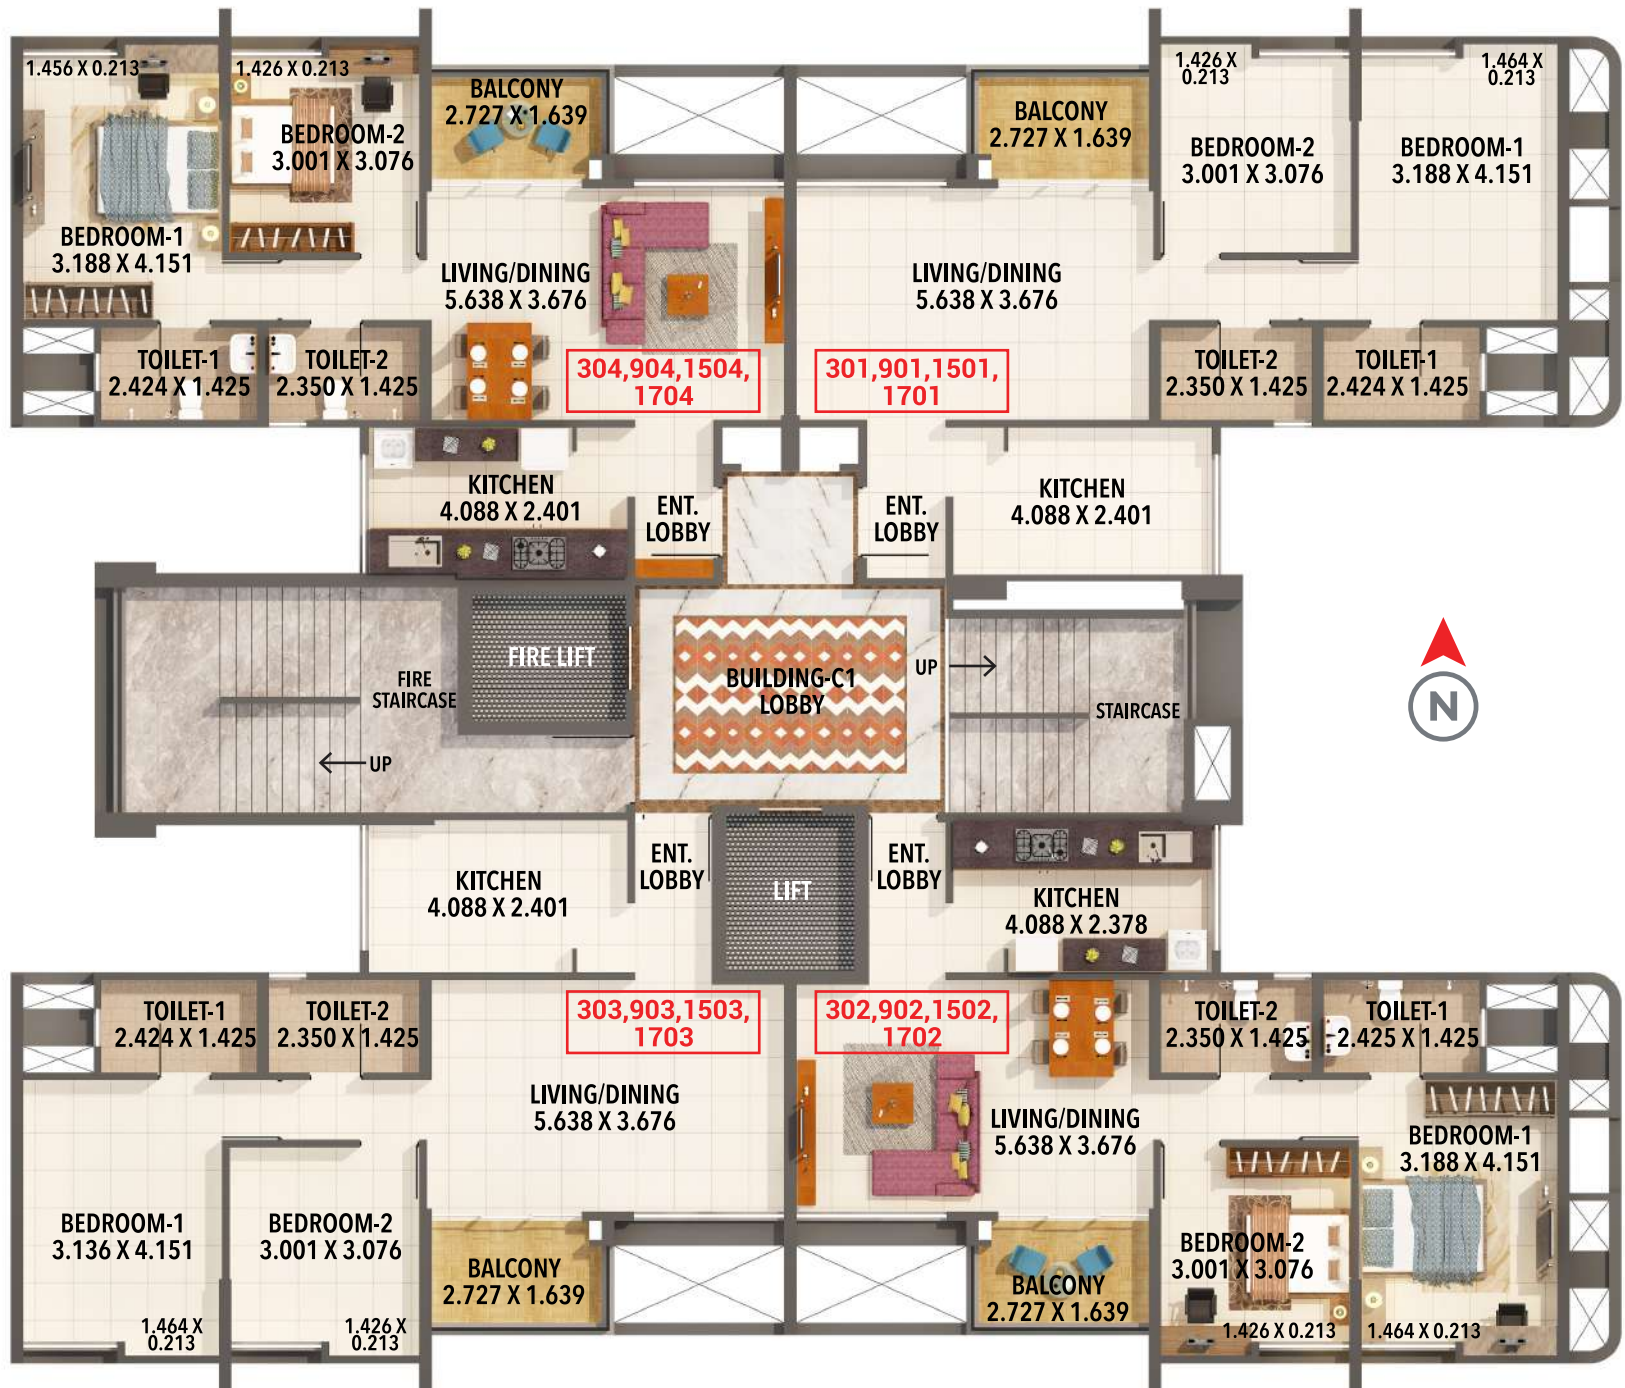 1.456 X 0.213
1.426 X 0.213
BALCONY
2.727 X 1.639
BEDROOM-2
3.001 X 3.076
BEDROOM-1
3.188 X 4.151
LIVING/DINING
5.638 X 3.676
TOILET-1
2.424 X 1.425
TOILET-2
2.350 X 1.425
304,904,1504,
1704
KITCHEN
4.088 X 2.401
ENT.
LOBBY
BALCONY
2.727 X 1.639
1.426 X
0.213
1.464 X
0.213
BEDROOM-2
3.001 X 3.076
BEDROOM-1
3.188 X 4.151
LIVING/DINING
5.638 X 3.676
301,901,1501,
1701
TOILET-2
2.350 X 1.425
TOILET-1
2.424 X 1.425
ENT.
LOBBY
KITCHEN
4.088 X 2.401
FIRE LIFT
FIRE
STAIRCASE
UP
BUILDING-C1
LOBBY
UP
STAIRCASE
N
KITCHEN
4.088 X 2.401
ENT.
LOBBY
LIFT
ENT.
LOBBY
KITCHEN
4.088 X 2.378
TOILET-1
2.424 X 1.425
TOILET-2
2.350 X 1.425
303,903,1503,
1703
LIVING/DINING
5.638 X 3.676
BEDROOM-1
3.136 X 4.151
BEDROOM-2
3.001 X 3.076
BALCONY
2.727 X 1.639
1.464 X
0.213
1.426 X
0.213
302,902,1502,
1702
TOILET-2
2.350 X 1.425
TOILET-1
2.425 X 1.425
LIVING/DINING
5.638 X 3.676
BEDROOM-1
3.188 X 4.151
BEDROOM-2
3.001 X 3.076
BALCONY
2.727 X 1.639
1.426 X 0.213
1.464 X 0.213